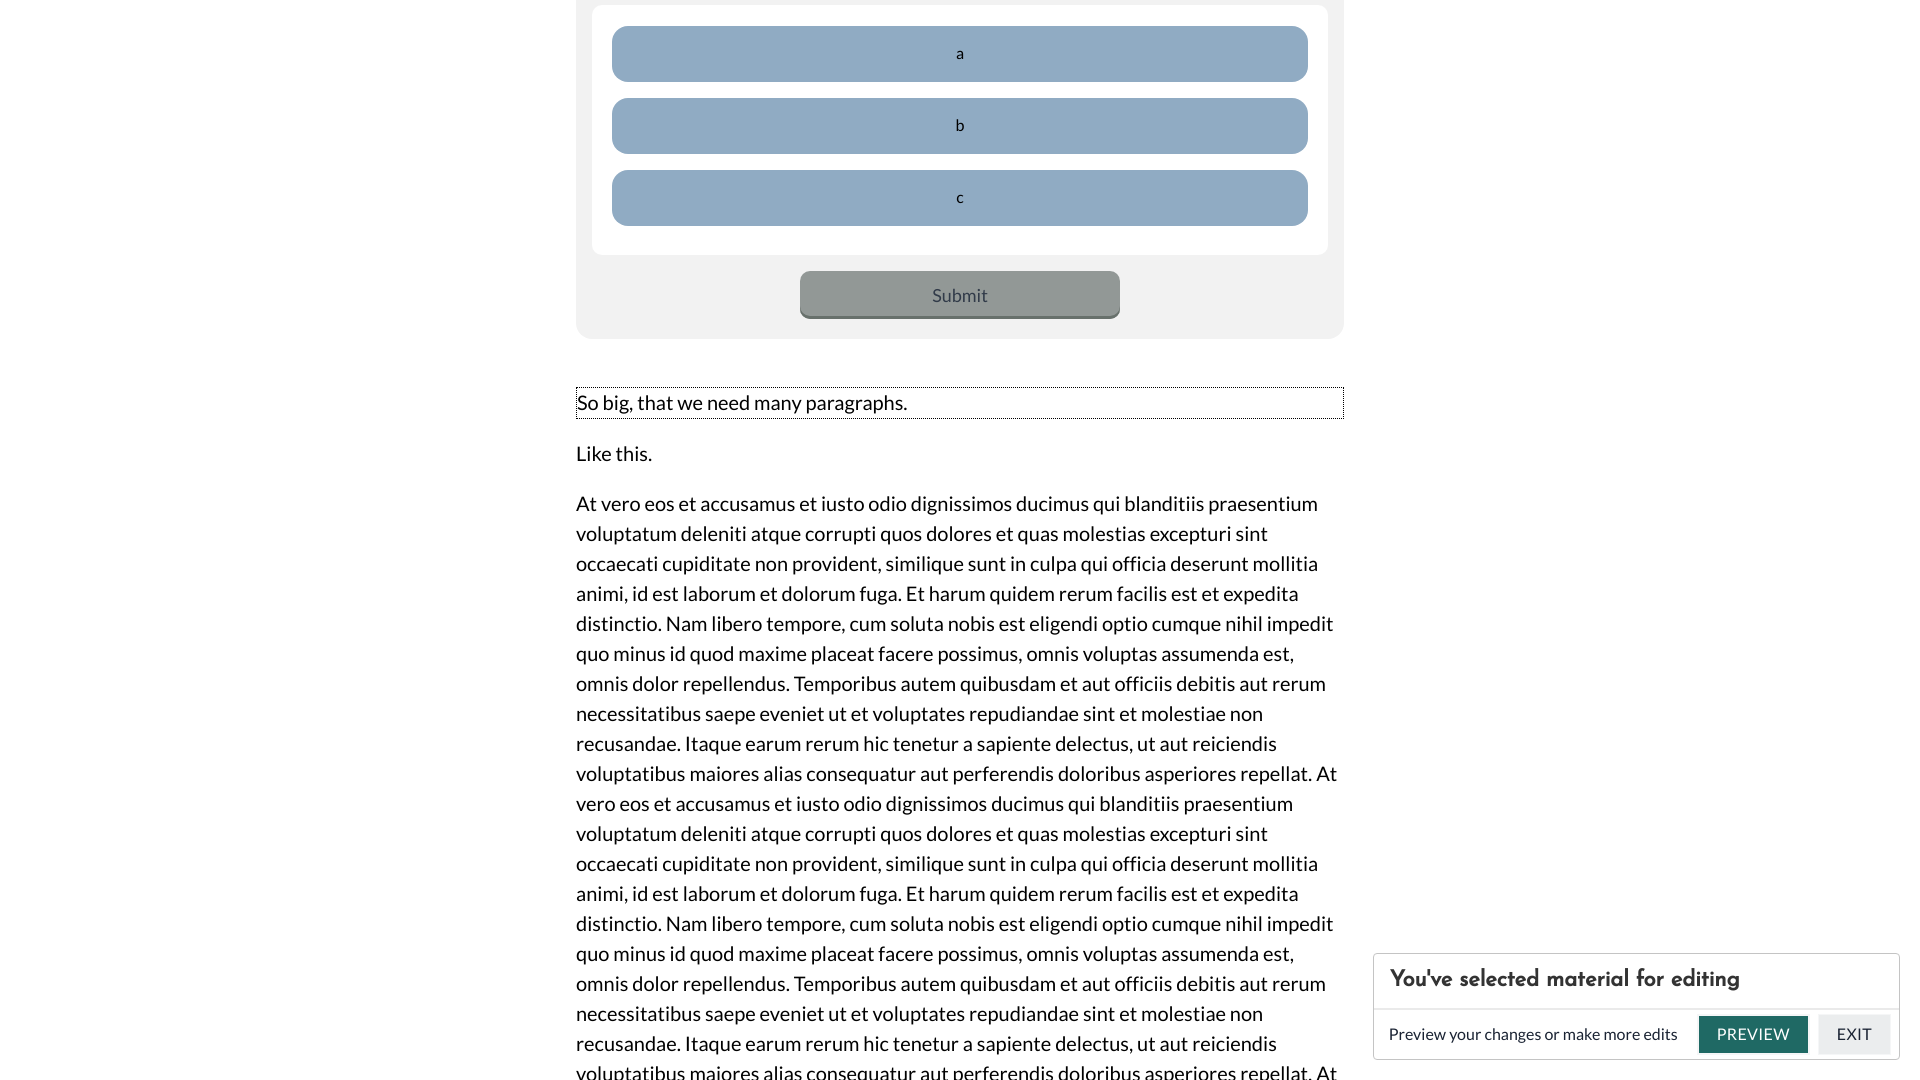 a
b
c
Submit
So big, that we need many paragraphs.
Like this.
At vero eos et accusamus et iusto odio dignissimos ducimus qui blanditiis praesentium
voluptatum deleniti atque corrupti quos dolores et quas molestias excepturi sint
occaecati cupiditate non provident, similique sunt in culpa qui officia deserunt mollitia
animi, id est laborum et dolorum fuga. Et harum quidem rerum facilis est et expedita
distinctio. Nam libero tempore, cum soluta nobis est eligendi optio cumque nihil impedit
quo minus id quod maxime placeat facere possimus, omnis voluptas assumenda est,
omnis dolor repellendus. Temporibus autem quibusdam et aut officiis debitis aut rerum
necessitatibus saepe eveniet ut et voluptates repudiandae sint et molestiae non
recusandae. Itaque earum rerum hic tenetur a sapiente delectus, ut aut reiciendis
voluptatibus maiores alias consequatur aut perferendis doloribus asperiores repellat. At
vero eos et accusamus et iusto odio dignissimos ducimus qui blanditiis praesentium
voluptatum deleniti atque corrupti quos dolores et quas molestias excepturi sint
occaecati cupiditate non provident, similique sunt in culpa qui officia deserunt mollitia
animi, id est laborum et dolorum fuga. Et harum quidem rerum facilis est et expedita
distinctio. Nam libero tempore, cum soluta nobis est eligendi optio cumque nihil impedit
quo minus id quod maxime placeat facere possimus, omnis voluptas assumenda est,
omnis dolor repellendus. Temporibus autem quibusdam et aut officiis debitis aut rerum
necessitatibus saepe eveniet ut et voluptates repudiandae sint et molestiae non
recusandae. Itaque earum rerum hic tenetur a sapiente delectus, ut aut reiciendis
voluptatibus maiores alias consequatur aut perferendis doloribus asperiores repellat. At
You've selected material for editing
Preview your changes or make more edits
PREVIEW
EXIT